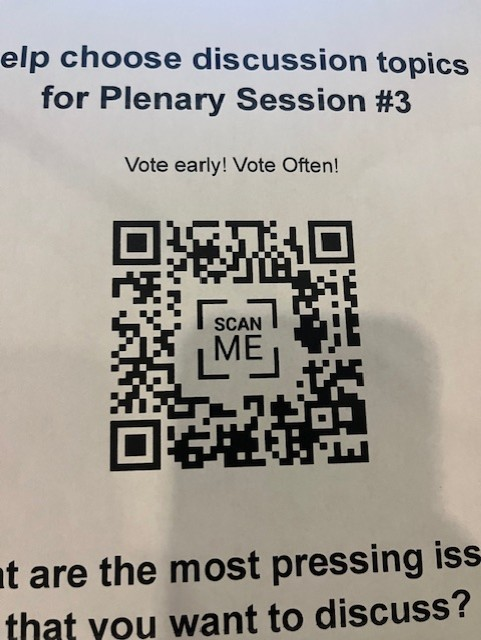 elp choose discussion topics
for Plenary Session #3
Vote early! Vote Often!
SCAN
ME
at are the most pressing iss
that you want to discuss?